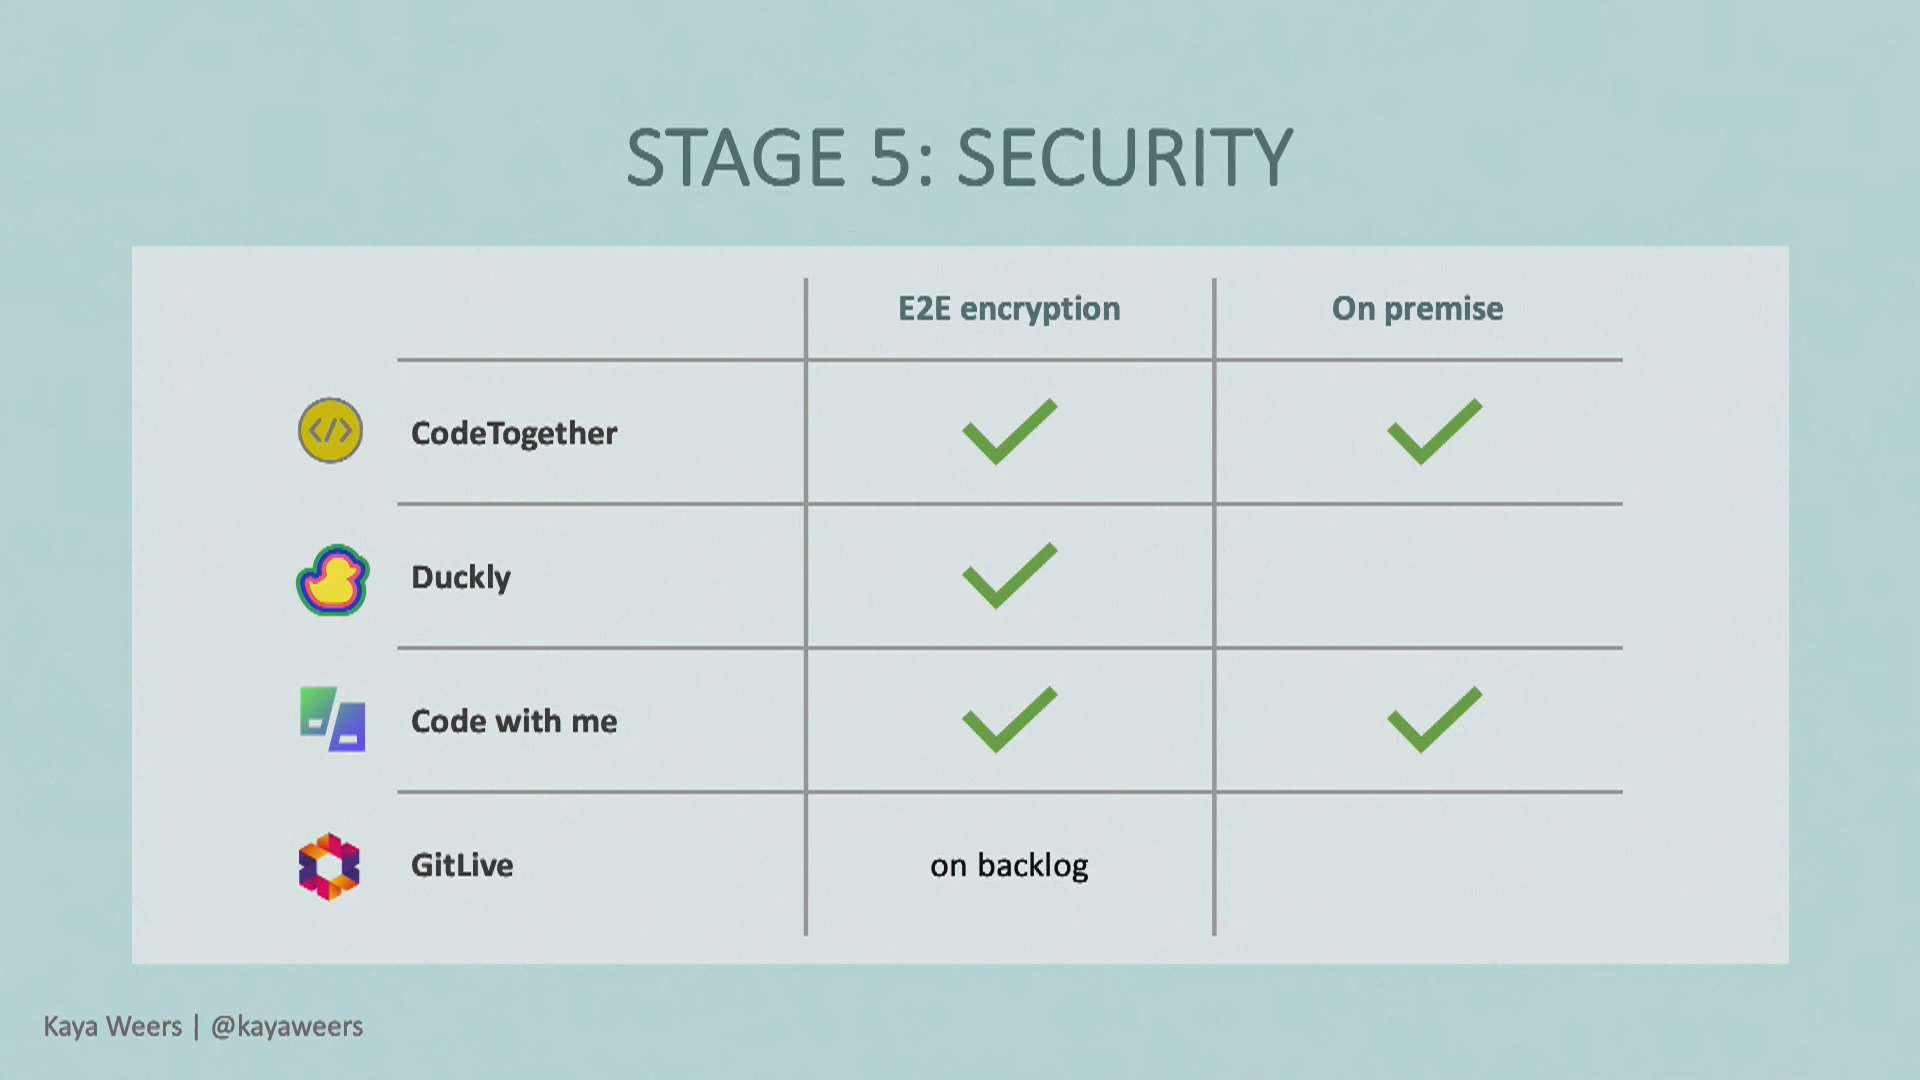 STAGE 5: SECURITY
E2E encryption On premise
</> CodeTogether
Duckly
Code with me
GitLive on backlog
Kaya Weers | @kayaweers